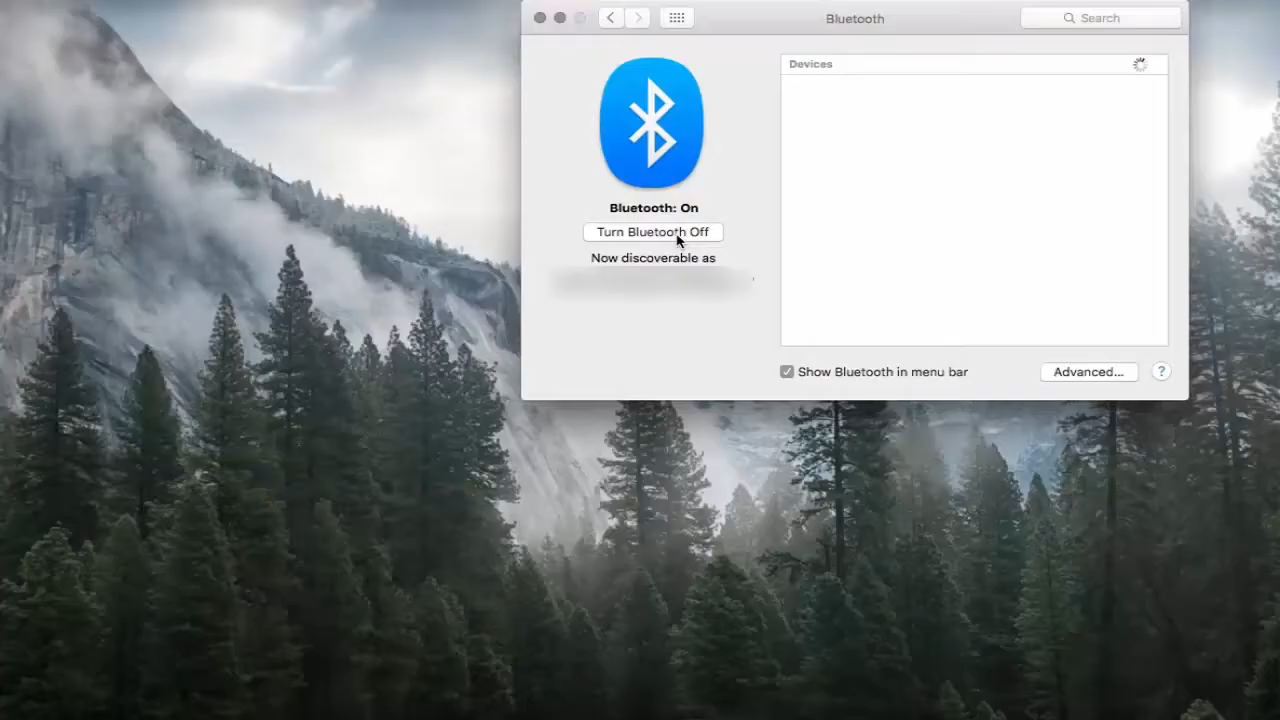 Bluetooth
Search
Devices
Bluetooth: On
Turn Bluetooth Off
Now discoverable as
Show Bluetooth in menu bar
Advanced...
?